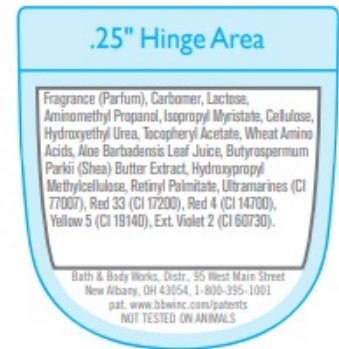 .25" Hinge Area
Fragrance (Parfum), Carbomer, Lactose,
Aminomethyl Propanol, Isopropyl Myristate, Cellulose,
Hydroxyethyl Urea, Tocopheryl Acetate, Wheat Amino
Acids, Aloe Barbadensis Leaf Juice, Butyrospermum
Parkii (Shea) Butter Extract, Hydroxypropyl
Methylcellulose, Retinyl Palmitate, Ultramarines (CI
77007), Red 33 (CI 17200), Red 4 (CI 14700),
Yellow 5 (CI 19140), Ext. Violet 2 (CI 60730).
Bath & Body Works, Distr., 95 West Main Street
New Albany, OH 43054, 1-800-395-1001
pat. www.bbwinc.com/patents
NOT TESTED ON ANIMALS